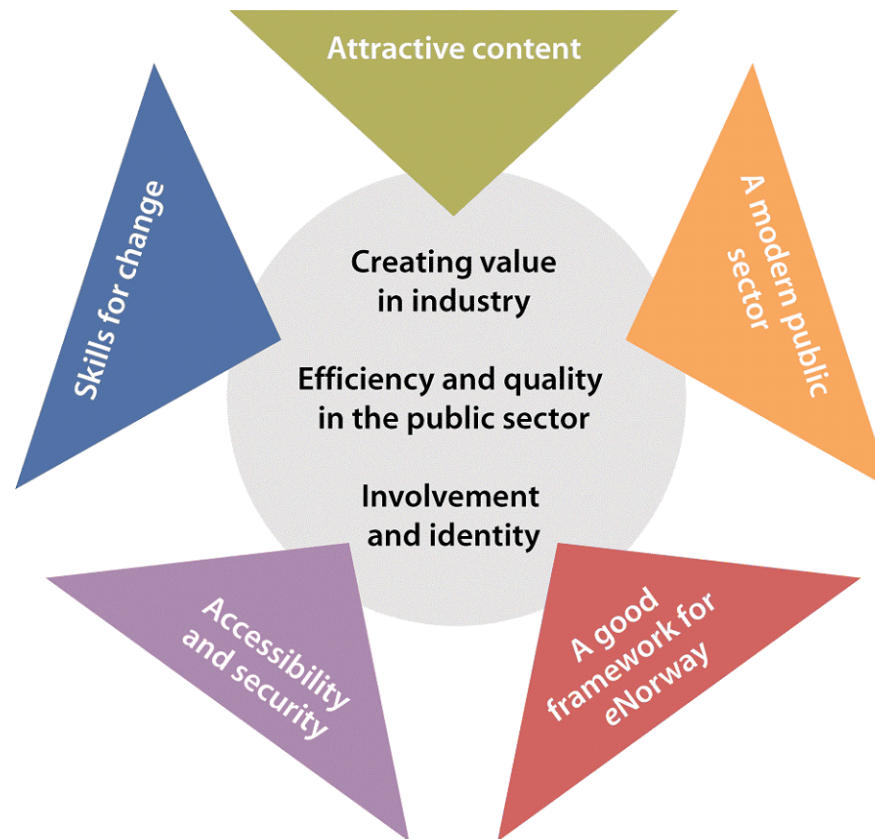 Attractive content
Skills for change
A modern public
sector
Creating value
in industry
Efficiency and quality
in the public sector
Involvement
and identity
Accessibility
and security
A good
framework for
eNorway